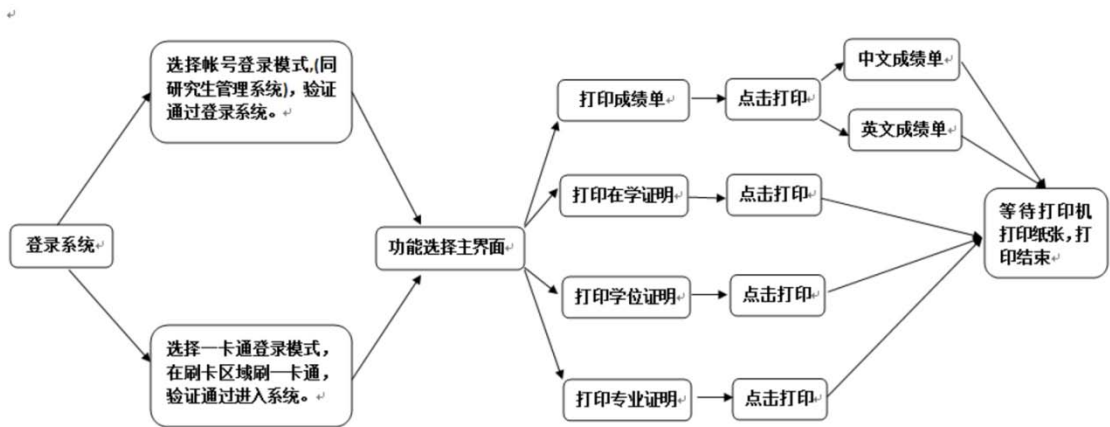 登录系统
选择帐号登录模式,(同
研究生管理系统)，验证
通过登录系统。
选择一卡通登录模式，
在刷卡区域刷一卡通，
验证通过进入系统。
功能选择主界面
打印成绩单
点击打印
中文成绩单
英文成绩单
打印在学证明
点击打印
打印学位证明
点击打印
打印专业证明
点击打印
等待打印机
打印纸张，打
印结束